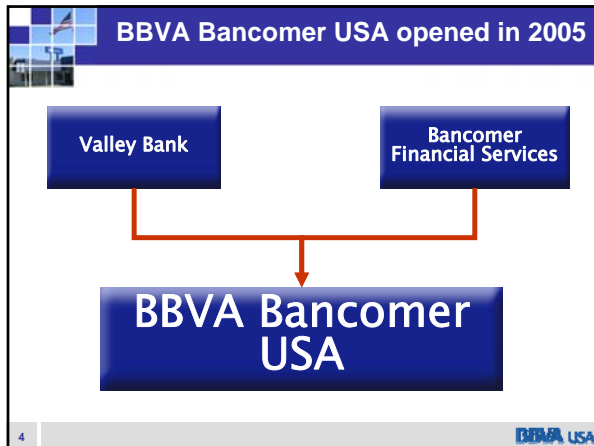 BBVA Bancomer USA opened in 2005
Valley Bank
Bancomer
Financial Services
BBVA Bancomer
USA
4
BBVA USA